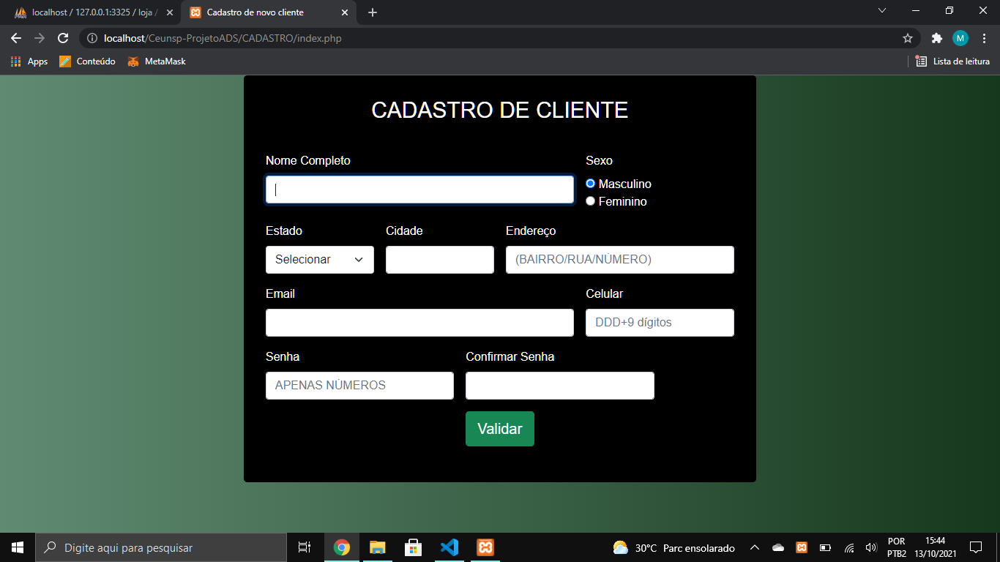 localhost / 127.0.0.1:3325 / loja /
Cadastro de novo cliente
localhost/Ceunsp-ProjetoADS/CADASTRO/index.php
M
Apps
Conteúdo
MetaMask
Lista de leitura
CADASTRO DE CLIENTE
Nome Completo
Sexo
Masculino
Feminino
Estado
Cidade
Endereço
Selecionar
(BAIRRO/RUA/NÚMERO)
Email
Celular
DDD+9 dígitos
Senha
Confirmar Senha
APENAS NÚMEROS
Validar
Digite aqui para pesquisar
30°C Parc ensolarado
POR
PTB2
15:44
13/10/2021